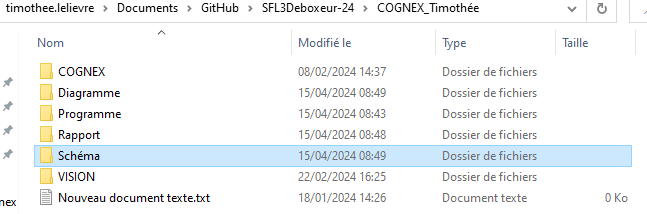 timothee.lelievre > Documents > GitHub > SFL3Deboxeur-24 > COGNEX_Timothée
Nom Modifié le Type Taille
COGNEX 08/02/2024 14:37 Dossier de fichiers
Diagramme 15/04/2024 08:49 Dossier de fichiers
Programme 15/04/2024 08:43 Dossier de fichiers
Rapport 15/04/2024 08:48 Dossier de fichiers
Schéma 15/04/2024 08:49 Dossier de fichiers
VISION 22/02/2024 16:25 Dossier de fichiers
Nouveau document texte.txt 18/01/2024 14:26 Document texte 0 Ko
nex